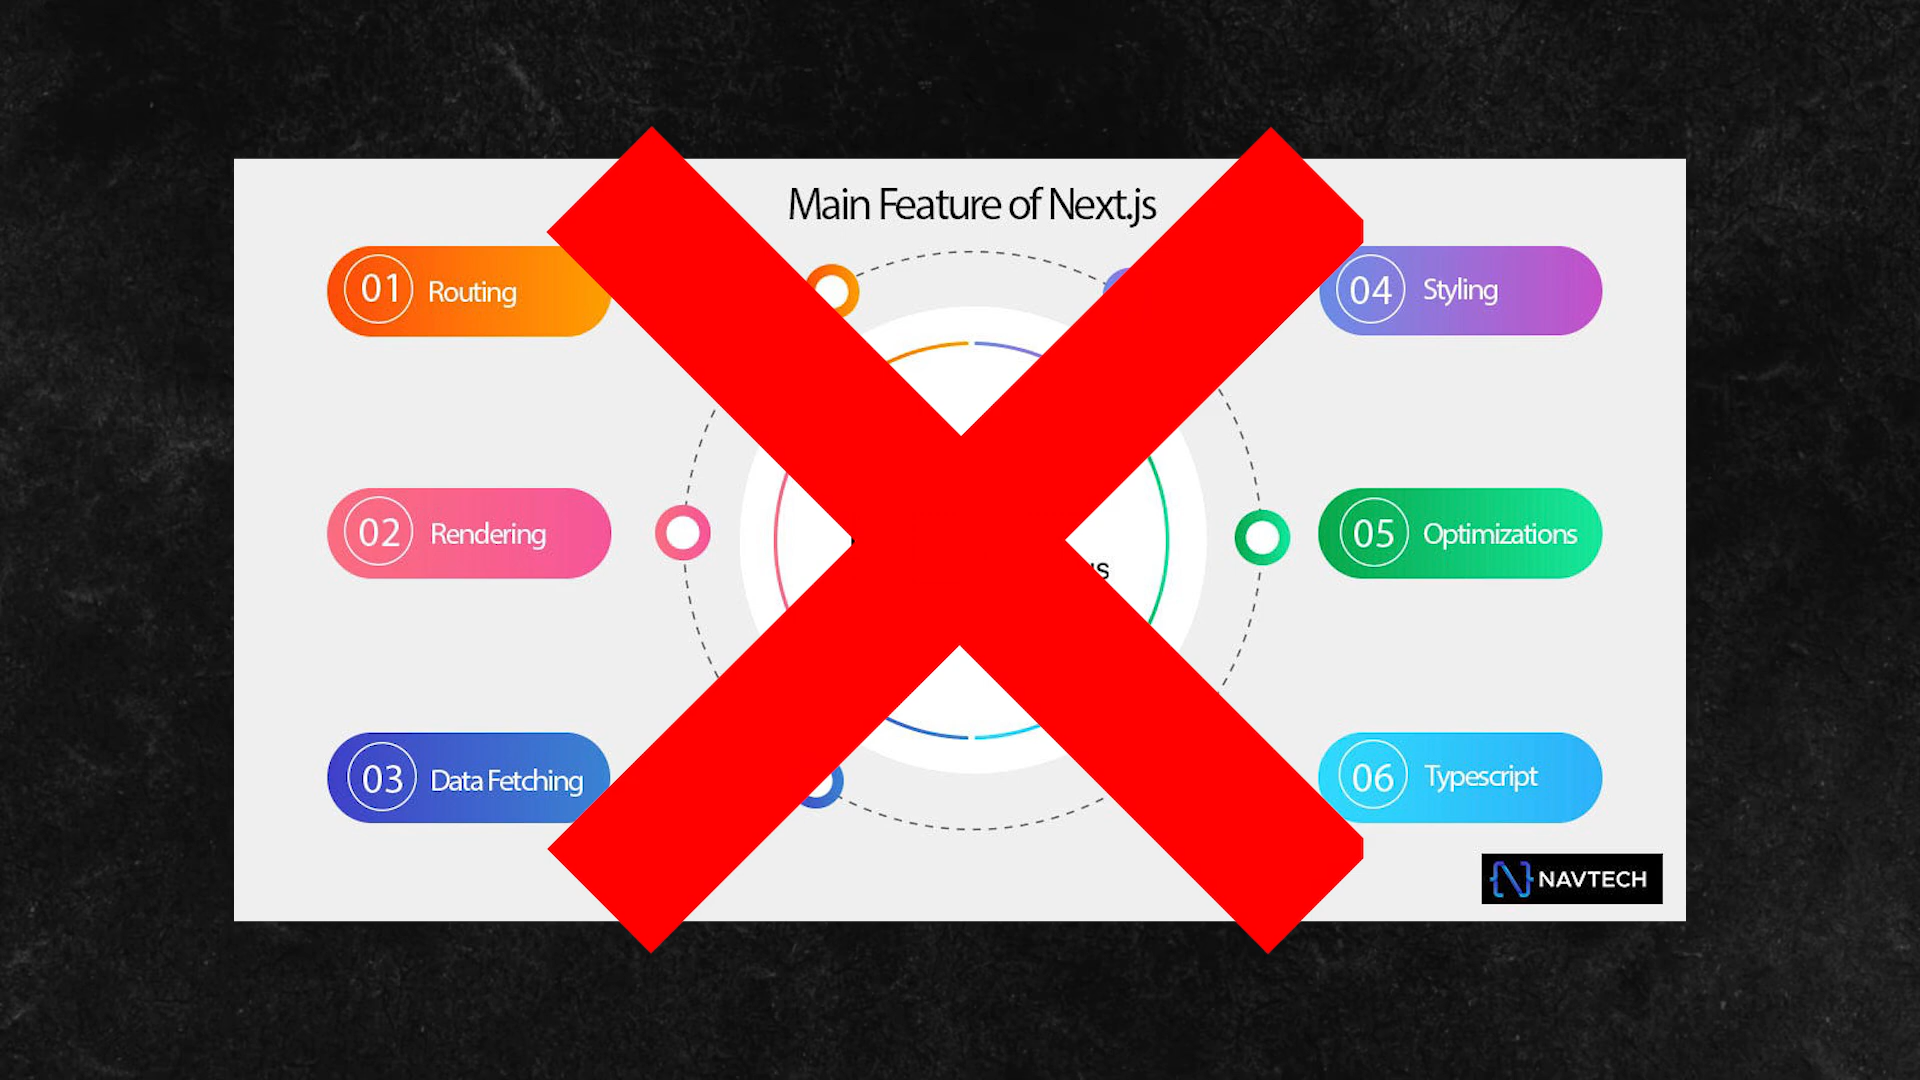 Main Feature of Next.js
01 Routing
02 Rendering
03 Data Fetching
04 Styling
05 Optimizations
06 Typescript
NAVTECH